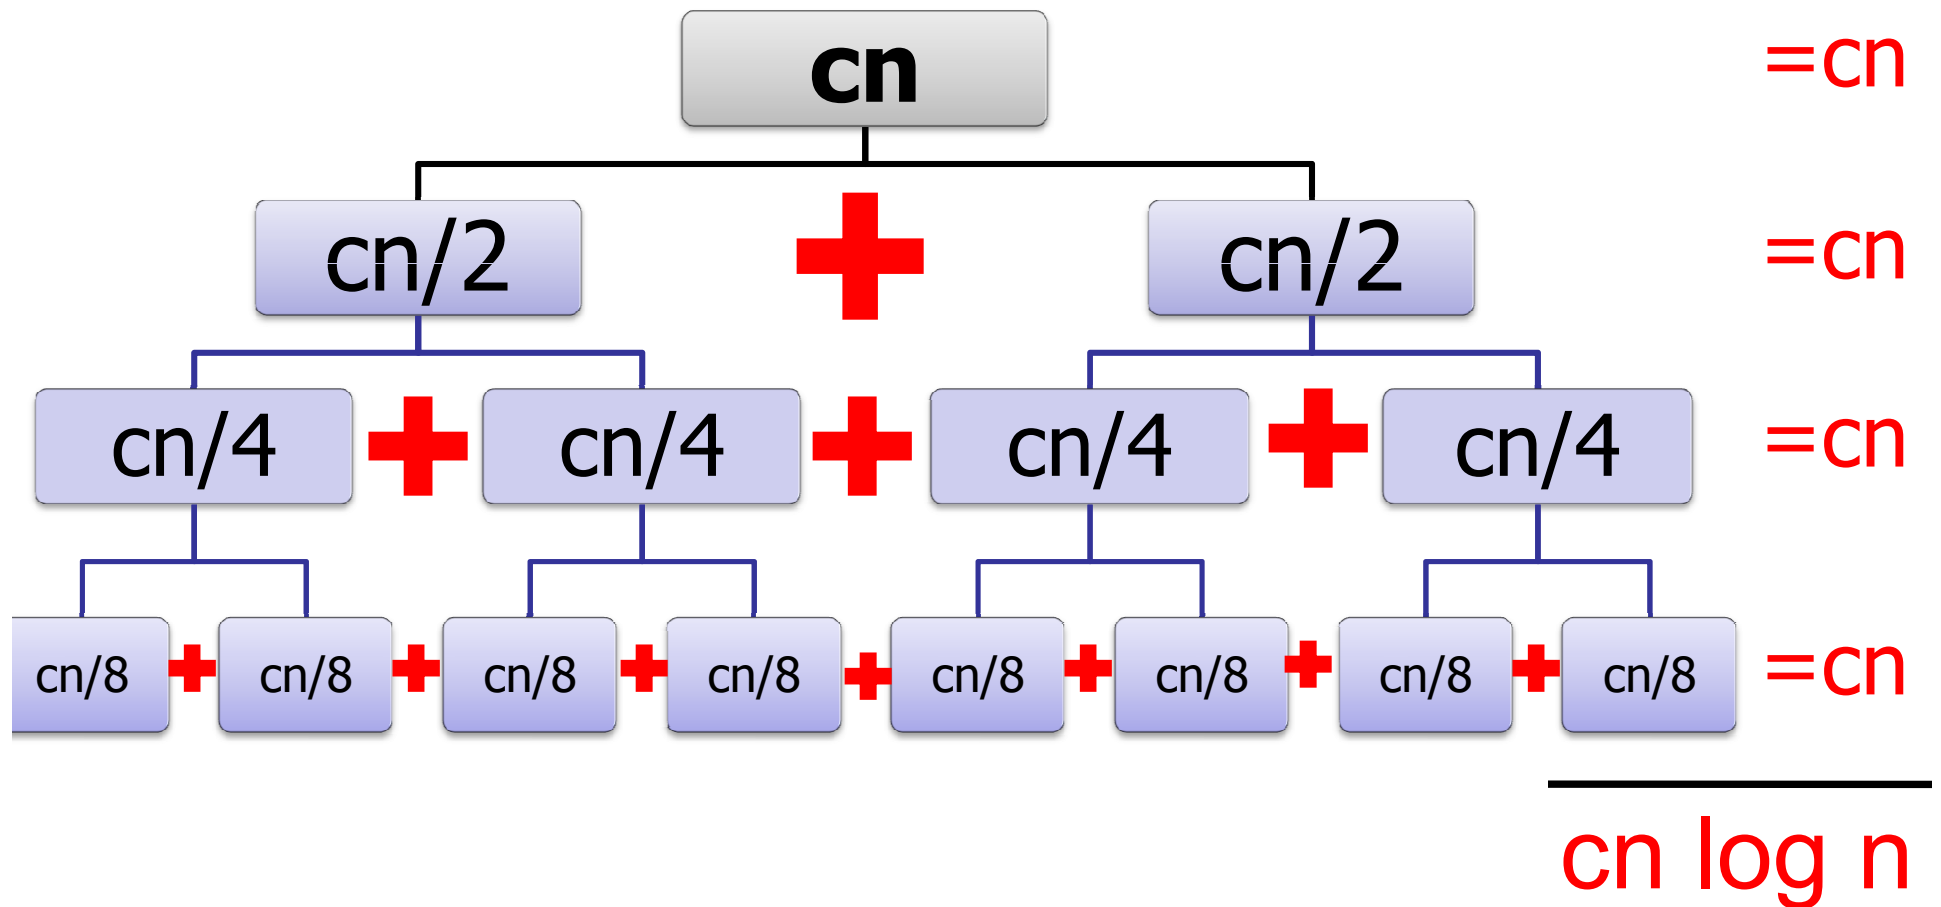 cn =cn
cn/2 cn/2 =cn
cn/4 cn/4 cn/4 cn/4 =cn
cn/8 cn/8 cn/8 cn/8 cn/8 cn/8 cn/8 cn/8 =cn
cn log n